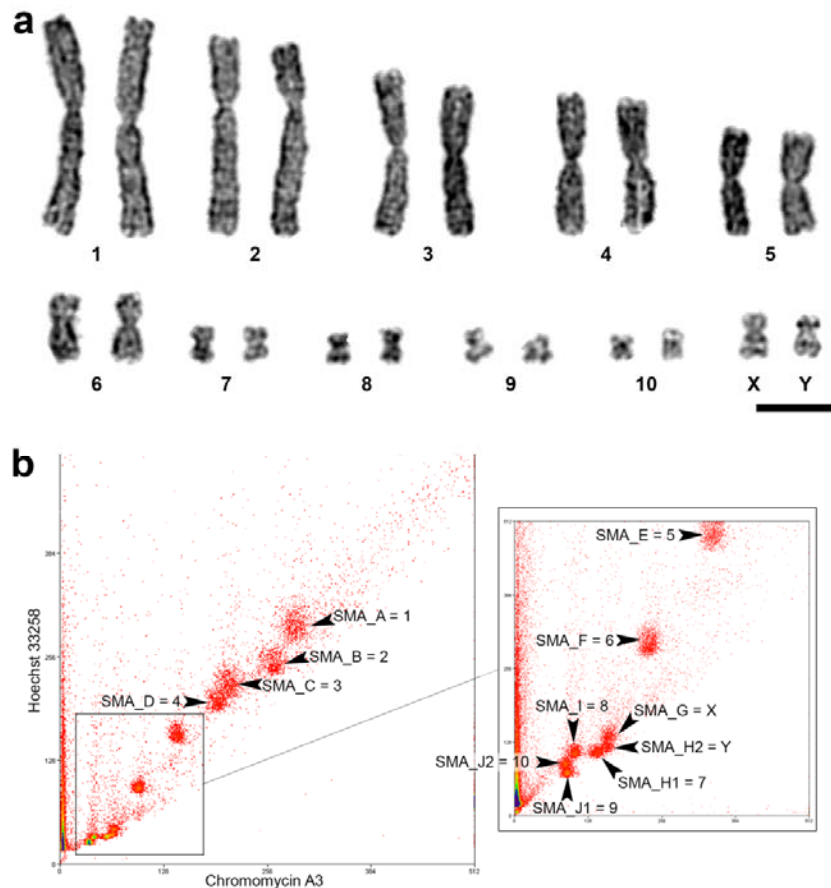 a
1 2 3 4 5
6 7 8 9 10 X Y
b
Hoechst 33258
384
256
128
0
0 128 256 384 512
Chromomycin A3
SMA_A = 1
SMA_B = 2
SMA_C = 3
SMA_D = 4
SMA_E = 5
SMA_F = 6
SMA_I = 8
SMA_G = X
SMA_J2 = 10
SMA_H2 = Y
SMA_H1 = 7
SMA_J1 = 9